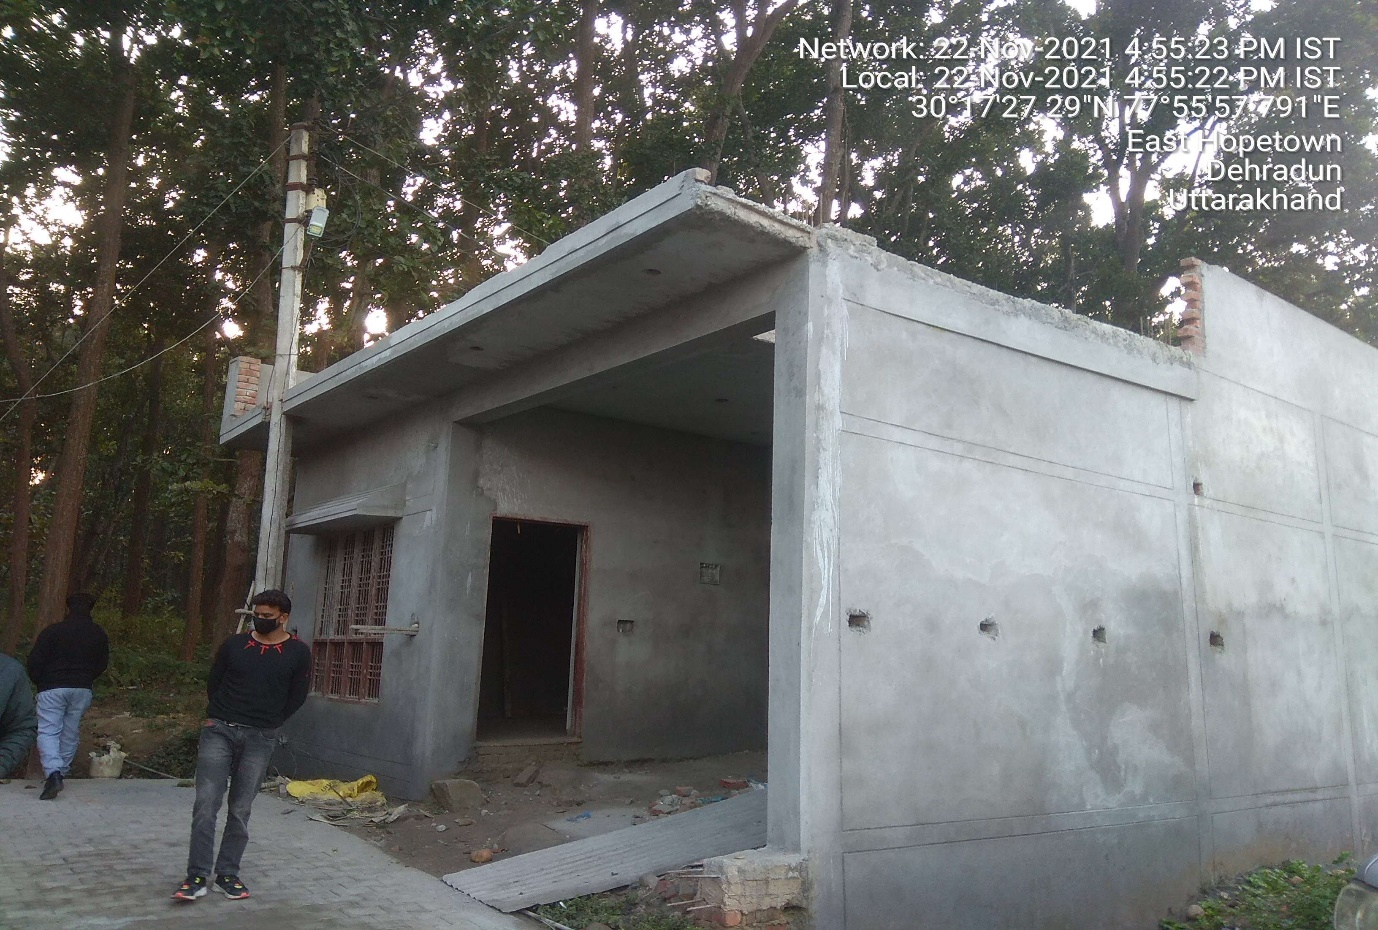 Network: 22-Nov-2021 4:55:23 PM IST
Local: 22-Nov-2021 4:55:22 PM IST
30°17'27.29"N 77°55'57.791"E
East Hopetown
Dehradun
Uttarakhand